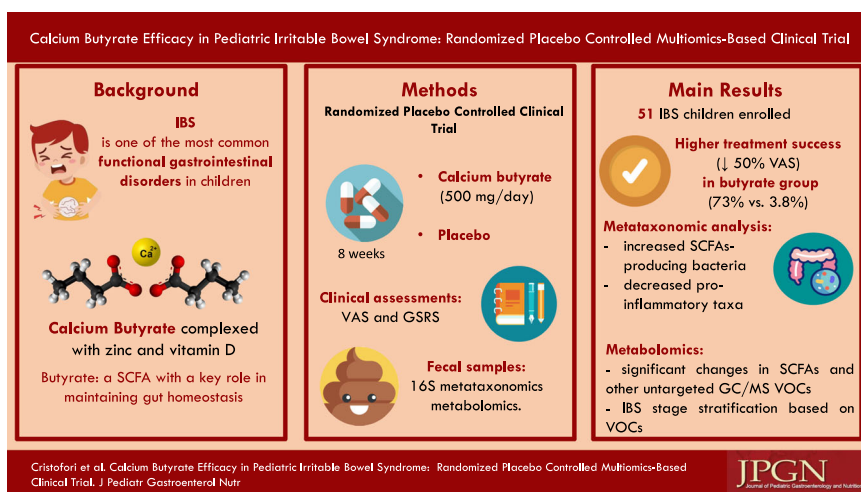 Calcium Butyrate Efficacy in Pediatric Irritable Bowel Syndrome: Randomized Placebo Controlled Multiomics-Based Clinical Trial
Background
IBS
is one of the most common
functional gastrointestinal
disorders in children
Ca²⁺
Calcium Butyrate complexed
with zinc and vitamin D
Butyrate: a SCFA with a key role in
maintaining gut homeostasis
Methods
Randomized Placebo Controlled Clinical
Trial
• Calcium butyrate
(500 mg/day)
• Placebo
8 weeks
Clinical assessments:
VAS and GSRS
Fecal samples:
16S metataxonomics
metabolomics.
Main Results
51 IBS children enrolled
Higher treatment success
(↓ 50% VAS)
in butyrate group
(73% vs. 3.8%)
Metataxonomic analysis:
- increased SCFAs-
producing bacteria
- decreased pro-
inflammatory taxa
Metabolomics:
- significant changes in SCFAs and
other untargeted GC/MS VOCs
- IBS stage stratification based on
VOCs
Cristofori et al. Calcium Butyrate Efficacy in Pediatric Irritable Bowel Syndrome: Randomized Placebo Controlled Multiomics-Based
Clinical Trial. J Pediatr Gastroenterol Nutr
JPGN
Journal of Pediatric Gastroenterology and Nutrition